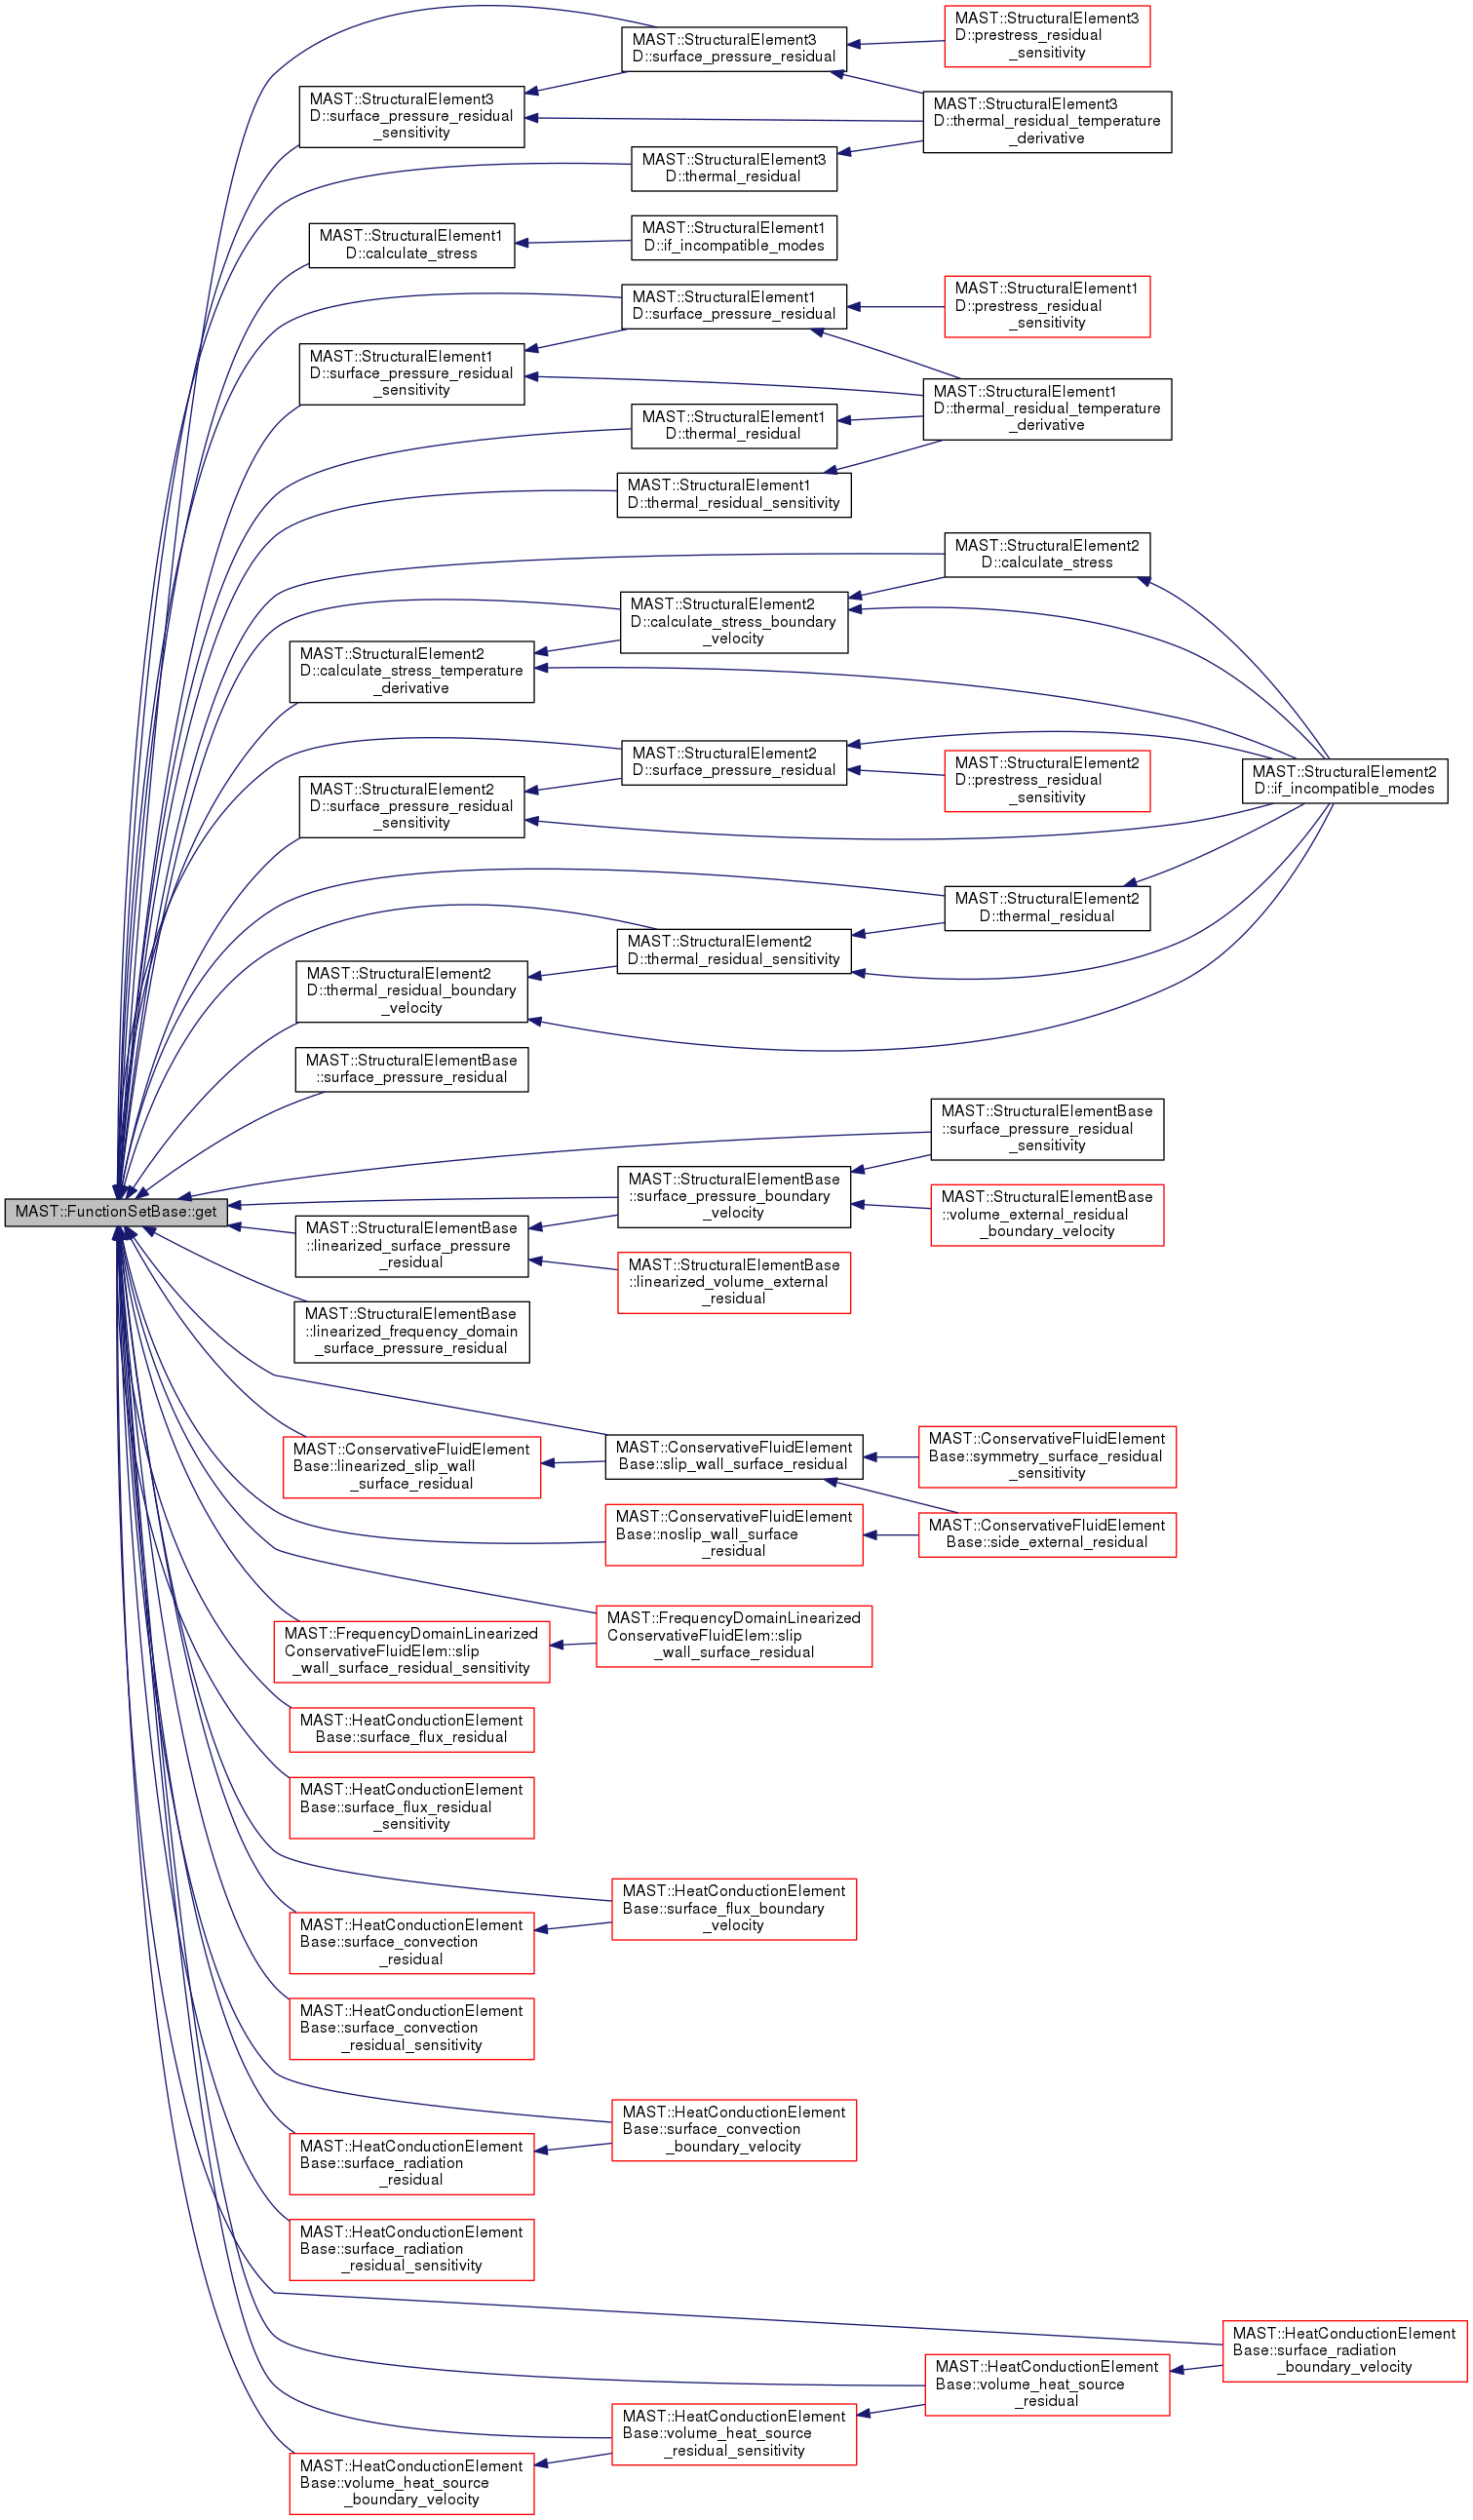 MAST::StructuralElement3
D::surface_pressure_residual
MAST::StructuralElement3
D::prestress_residual
_sensitivity
MAST::StructuralElement3
D::surface_pressure_residual
_sensitivity
MAST::StructuralElement3
D::thermal_residual_temperature
_derivative
MAST::StructuralElement3
D::thermal_residual
MAST::StructuralElement1
D::calculate_stress
MAST::StructuralElement1
D::if_incompatible_modes
MAST::StructuralElement1
D::surface_pressure_residual
MAST::StructuralElement1
D::prestress_residual
_sensitivity
MAST::StructuralElement1
D::surface_pressure_residual
_sensitivity
MAST::StructuralElement1
D::thermal_residual_temperature
_derivative
MAST::StructuralElement1
D::thermal_residual
MAST::StructuralElement1
D::thermal_residual_sensitivity
MAST::StructuralElement2
D::calculate_stress
MAST::StructuralElement2
D::calculate_stress_boundary
_velocity
MAST::StructuralElement2
D::calculate_stress_temperature
_derivative
MAST::StructuralElement2
D::surface_pressure_residual
MAST::StructuralElement2
D::prestress_residual
_sensitivity
MAST::StructuralElement2
D::if_incompatible_modes
MAST::StructuralElement2
D::surface_pressure_residual
_sensitivity
MAST::StructuralElement2
D::thermal_residual
MAST::StructuralElement2
D::thermal_residual_sensitivity
MAST::StructuralElement2
D::thermal_residual_boundary
_velocity
MAST::StructuralElementBase
::surface_pressure_residual
MAST::StructuralElementBase
::surface_pressure_residual
_sensitivity
MAST::FunctionSetBase::get
MAST::StructuralElementBase
::surface_pressure_boundary
_velocity
MAST::StructuralElementBase
::volume_external_residual
_boundary_velocity
MAST::StructuralElementBase
::linearized_surface_pressure
_residual
MAST::StructuralElementBase
::linearized_volume_external
_residual
MAST::StructuralElementBase
::linearized_frequency_domain
_surface_pressure_residual
MAST::ConservativeFluidElement
Base::linearized_slip_wall
_surface_residual
MAST::ConservativeFluidElement
Base::slip_wall_surface_residual
MAST::ConservativeFluidElement
Base::symmetry_surface_residual
_sensitivity
MAST::ConservativeFluidElement
Base::noslip_wall_surface
_residual
MAST::ConservativeFluidElement
Base::side_external_residual
MAST::FrequencyDomainLinearized
ConservativeFluidElem::slip
_wall_surface_residual_sensitivity
MAST::FrequencyDomainLinearized
ConservativeFluidElem::slip
_wall_surface_residual
MAST::HeatConductionElement
Base::surface_flux_residual
MAST::HeatConductionElement
Base::surface_flux_residual
_sensitivity
MAST::HeatConductionElement
Base::surface_flux_boundary
_velocity
MAST::HeatConductionElement
Base::surface_convection
_residual
MAST::HeatConductionElement
Base::surface_convection
_residual_sensitivity
MAST::HeatConductionElement
Base::surface_convection
_boundary_velocity
MAST::HeatConductionElement
Base::surface_radiation
_residual
MAST::HeatConductionElement
Base::surface_radiation
_residual_sensitivity
MAST::HeatConductionElement
Base::surface_radiation
_boundary_velocity
MAST::HeatConductionElement
Base::volume_heat_source
_residual
MAST::HeatConductionElement
Base::volume_heat_source
_residual_sensitivity
MAST::HeatConductionElement
Base::volume_heat_source
_boundary_velocity